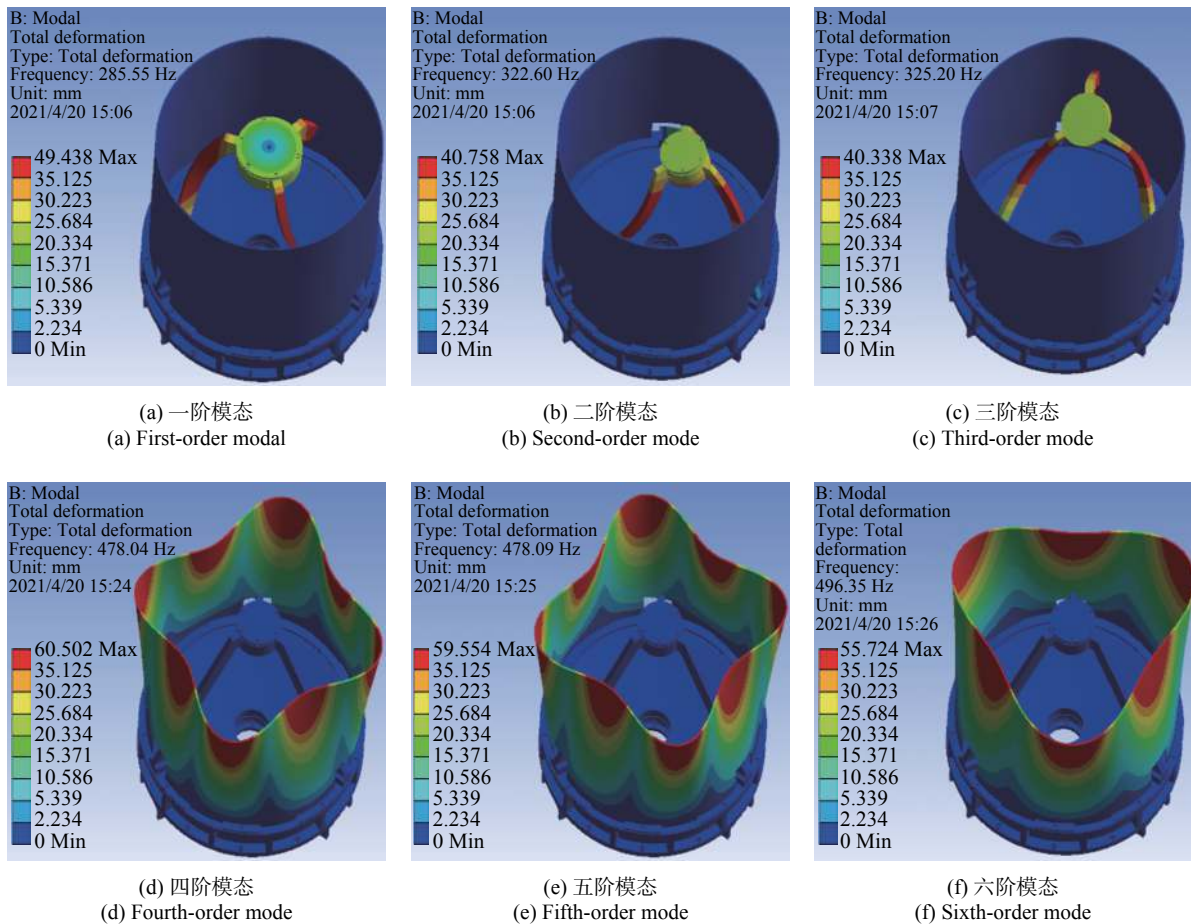 B: Modal
Total deformation
Type: Total deformation
Frequency: 285.55 Hz
Unit: mm
2021/4/20 15:06
49.438 Max
35.125
30.223
25.684
20.334
15.371
10.586
5.339
2.234
0 Min
(a) 一阶模态
(a) First-order modal
B: Modal
Total deformation
Type: Total deformation
Frequency: 322.60 Hz
Unit: mm
2021/4/20 15:06
40.758 Max
35.125
30.223
25.684
20.334
15.371
10.586
5.339
2.234
0 Min
(b) 二阶模态
(b) Second-order mode
B: Modal
Total deformation
Type: Total deformation
Frequency: 325.20 Hz
Unit: mm
2021/4/20 15:07
40.338 Max
35.125
30.223
25.684
20.334
15.371
10.586
5.339
2.234
0 Min
(c) 三阶模态
(c) Third-order mode
B: Modal
Total deformation
Type: Total deformation
Frequency: 478.04 Hz
Unit: mm
2021/4/20 15:24
60.502 Max
35.125
30.223
25.684
20.334
15.371
10.586
5.339
2.234
0 Min
(d) 四阶模态
(d) Fourth-order mode
B: Modal
Total deformation
Type: Total deformation
Frequency: 478.09 Hz
Unit: mm
2021/4/20 15:25
59.554 Max
35.125
30.223
25.684
20.334
15.371
10.586
5.339
2.234
0 Min
(e) 五阶模态
(e) Fifth-order mode
B: Modal
Total deformation
Type: Total
deformation
Frequency:
496.35 Hz
Unit: mm
2021/4/20 15:26
55.724 Max
35.125
30.223
25.684
20.334
15.371
10.586
5.339
2.234
0 Min
(f) 六阶模态
(f) Sixth-order mode